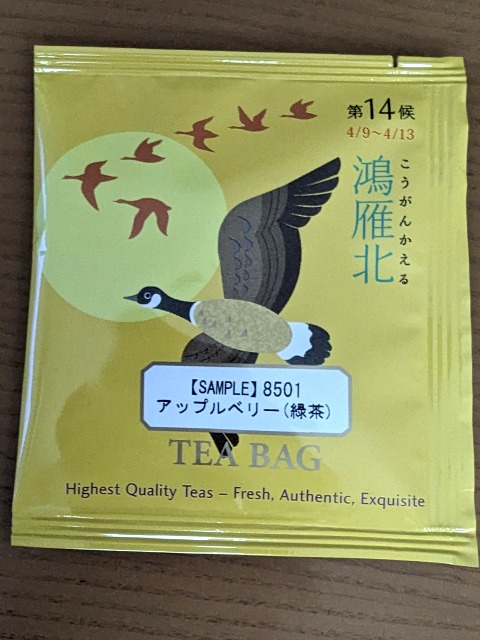 第14候
4/9～4/13
鴻雁北
こうがんかえる
【SAMPLE】8501
アップルベリー(緑茶)
TEA BAG
Highest Quality Teas – Fresh, Authentic, Exquisite